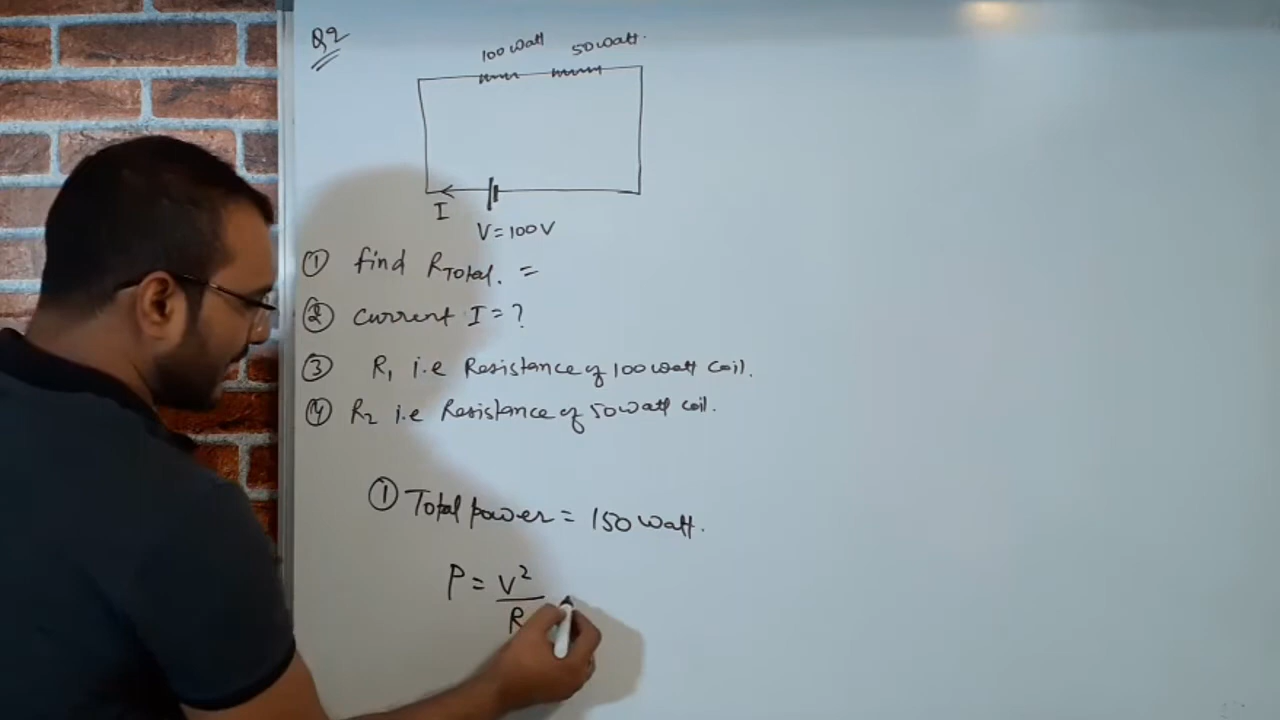 Q2
100 watt 50 watt.
I
V = 100 V
① find RTotal. =
② current I = ?
③ R1 i.e Resistance of 100 watt coil.
④ R2 i.e Resistance of 50 watt coil.
① Total power = 150 watt.
P = V²
R